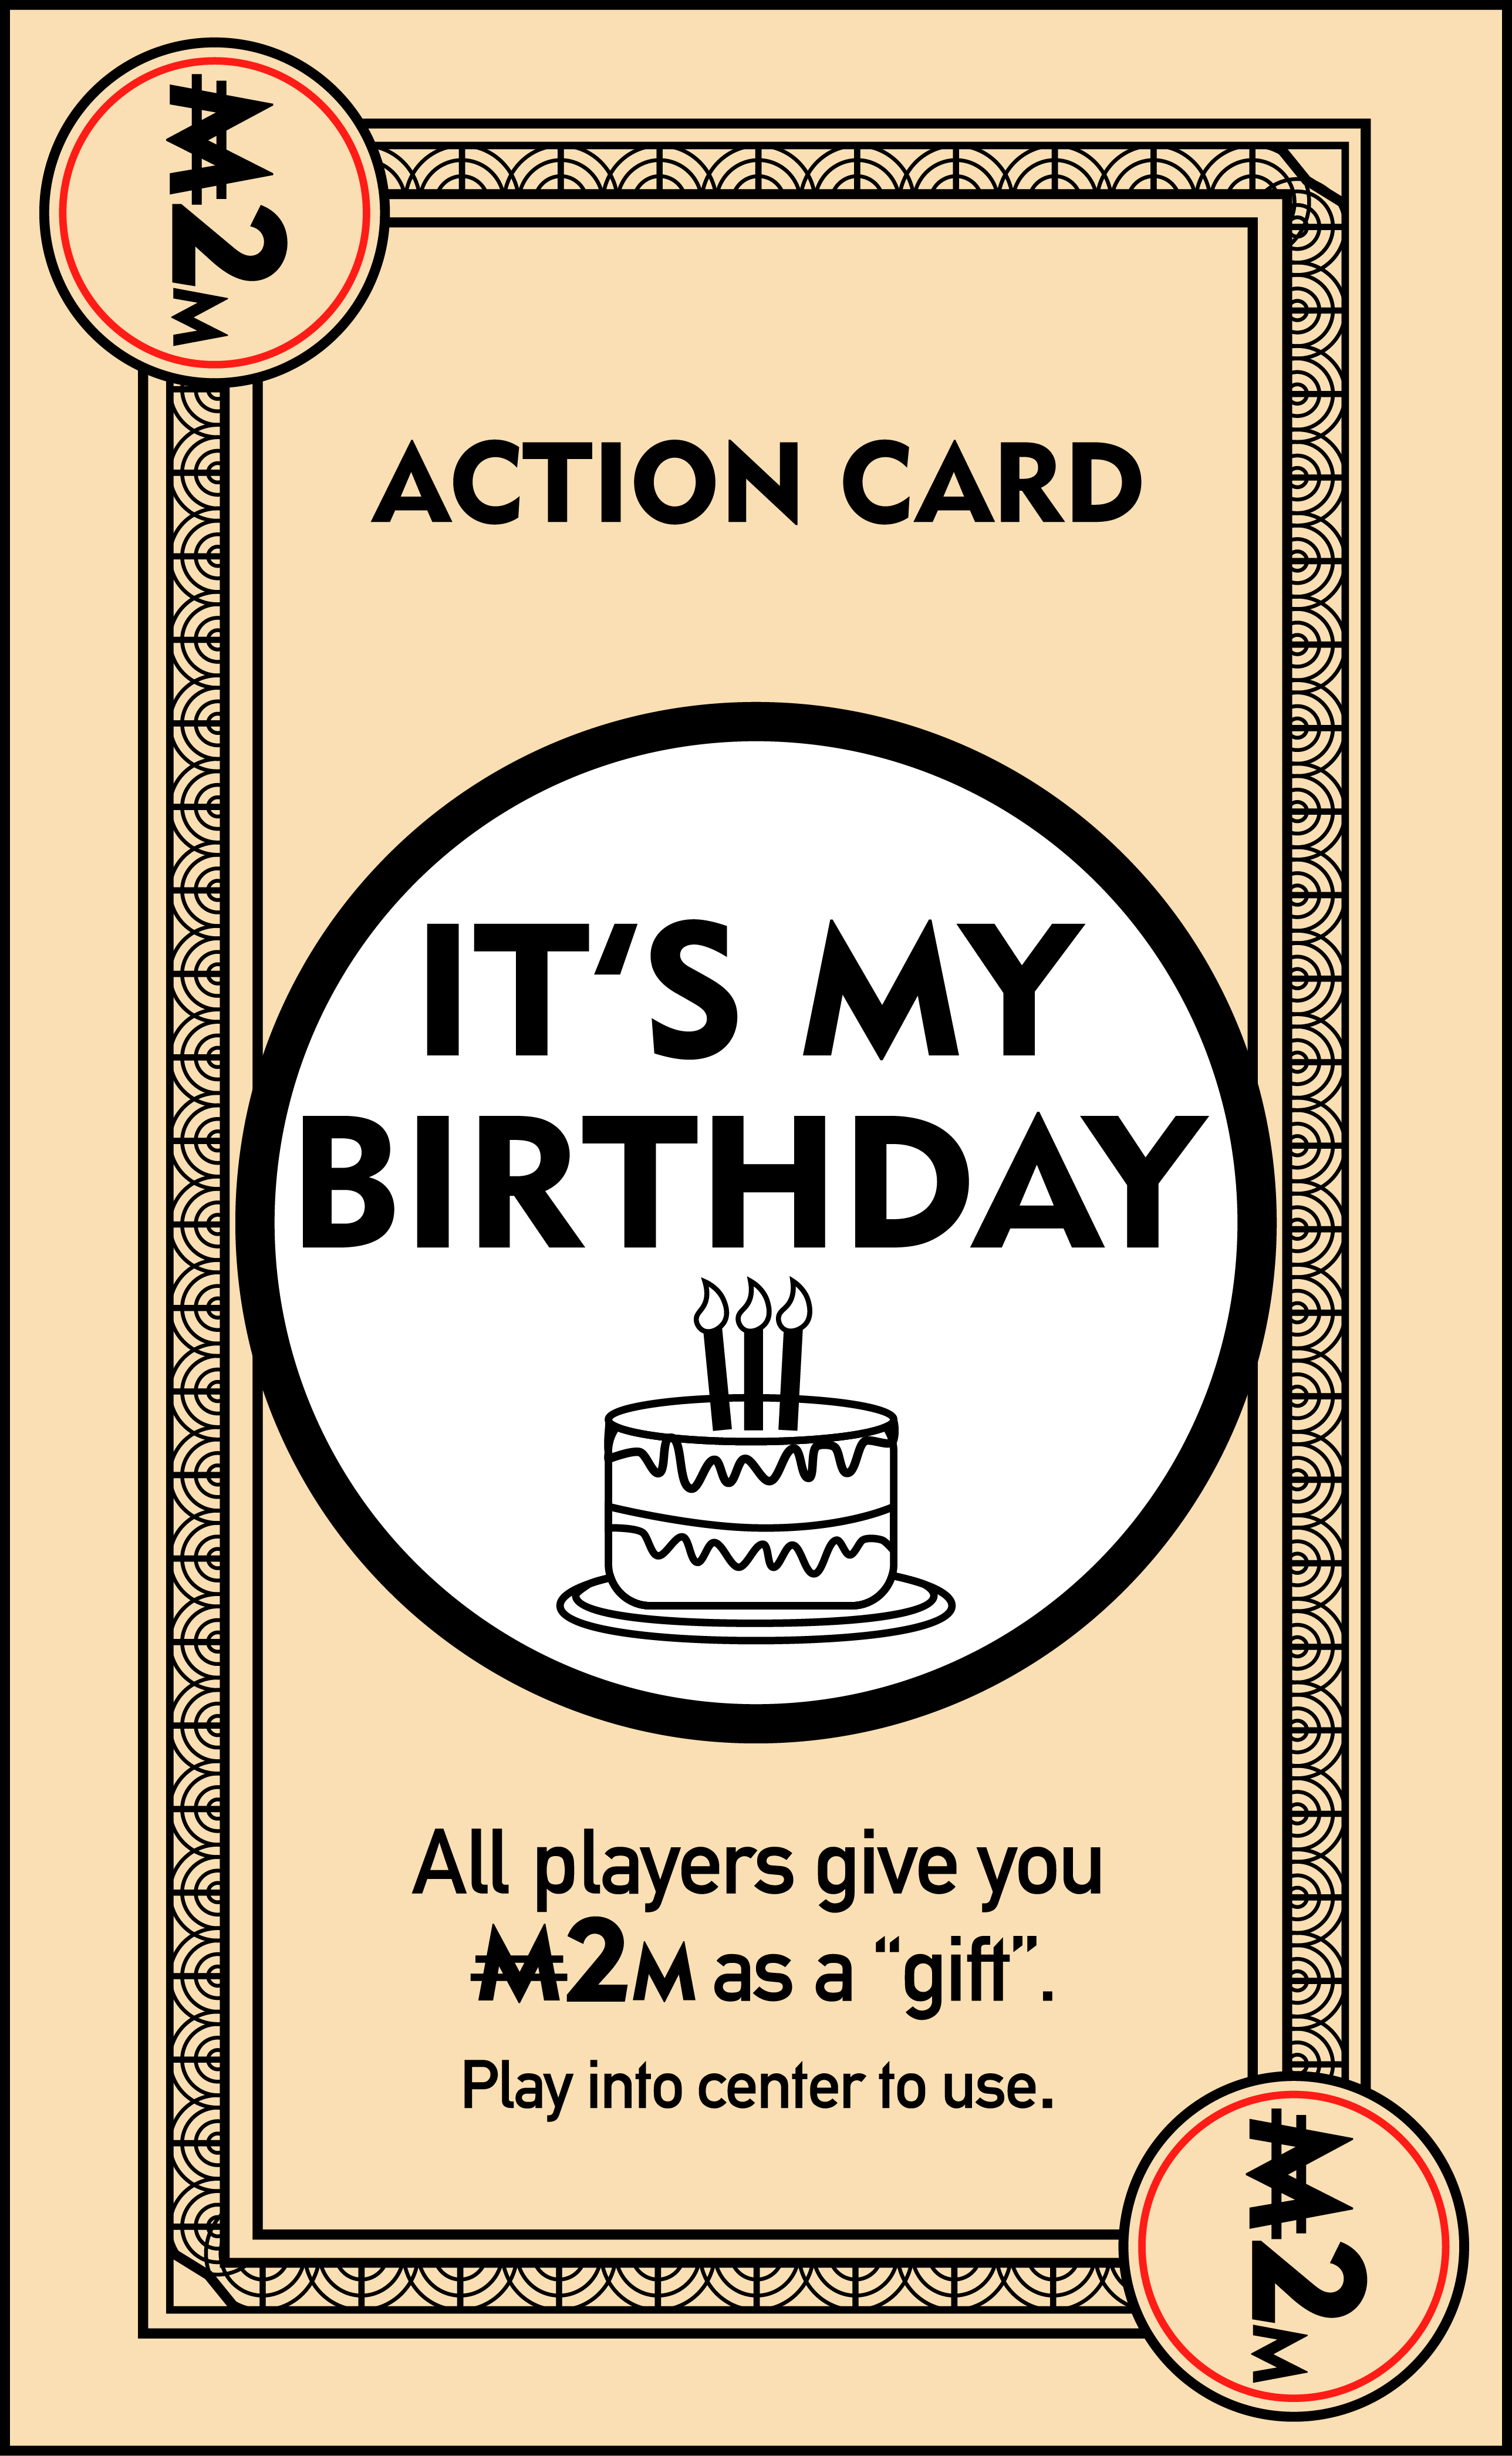 ₩2M
ACTION CARD
IT'S MY
BIRTHDAY
All players give you
₩2M as a “gift”.
Play into center to use.
₩2M